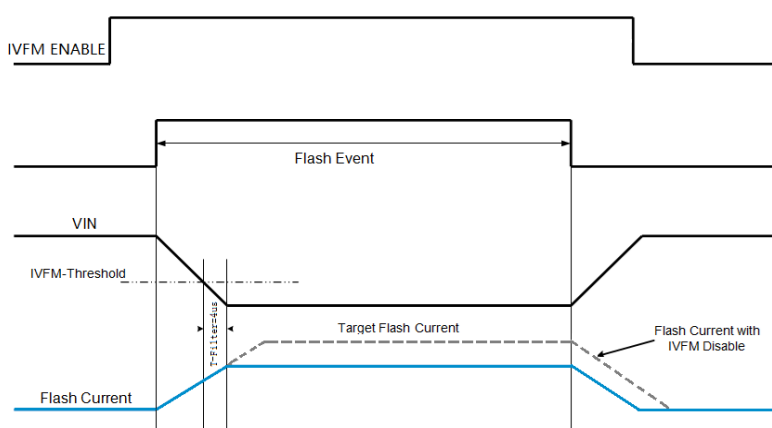 IVFM ENABLE
Flash Event
VIN
IVFM-Threshold
T-Filter=4us
Target Flash Current
Flash Current with
IVFM Disable
Flash Current